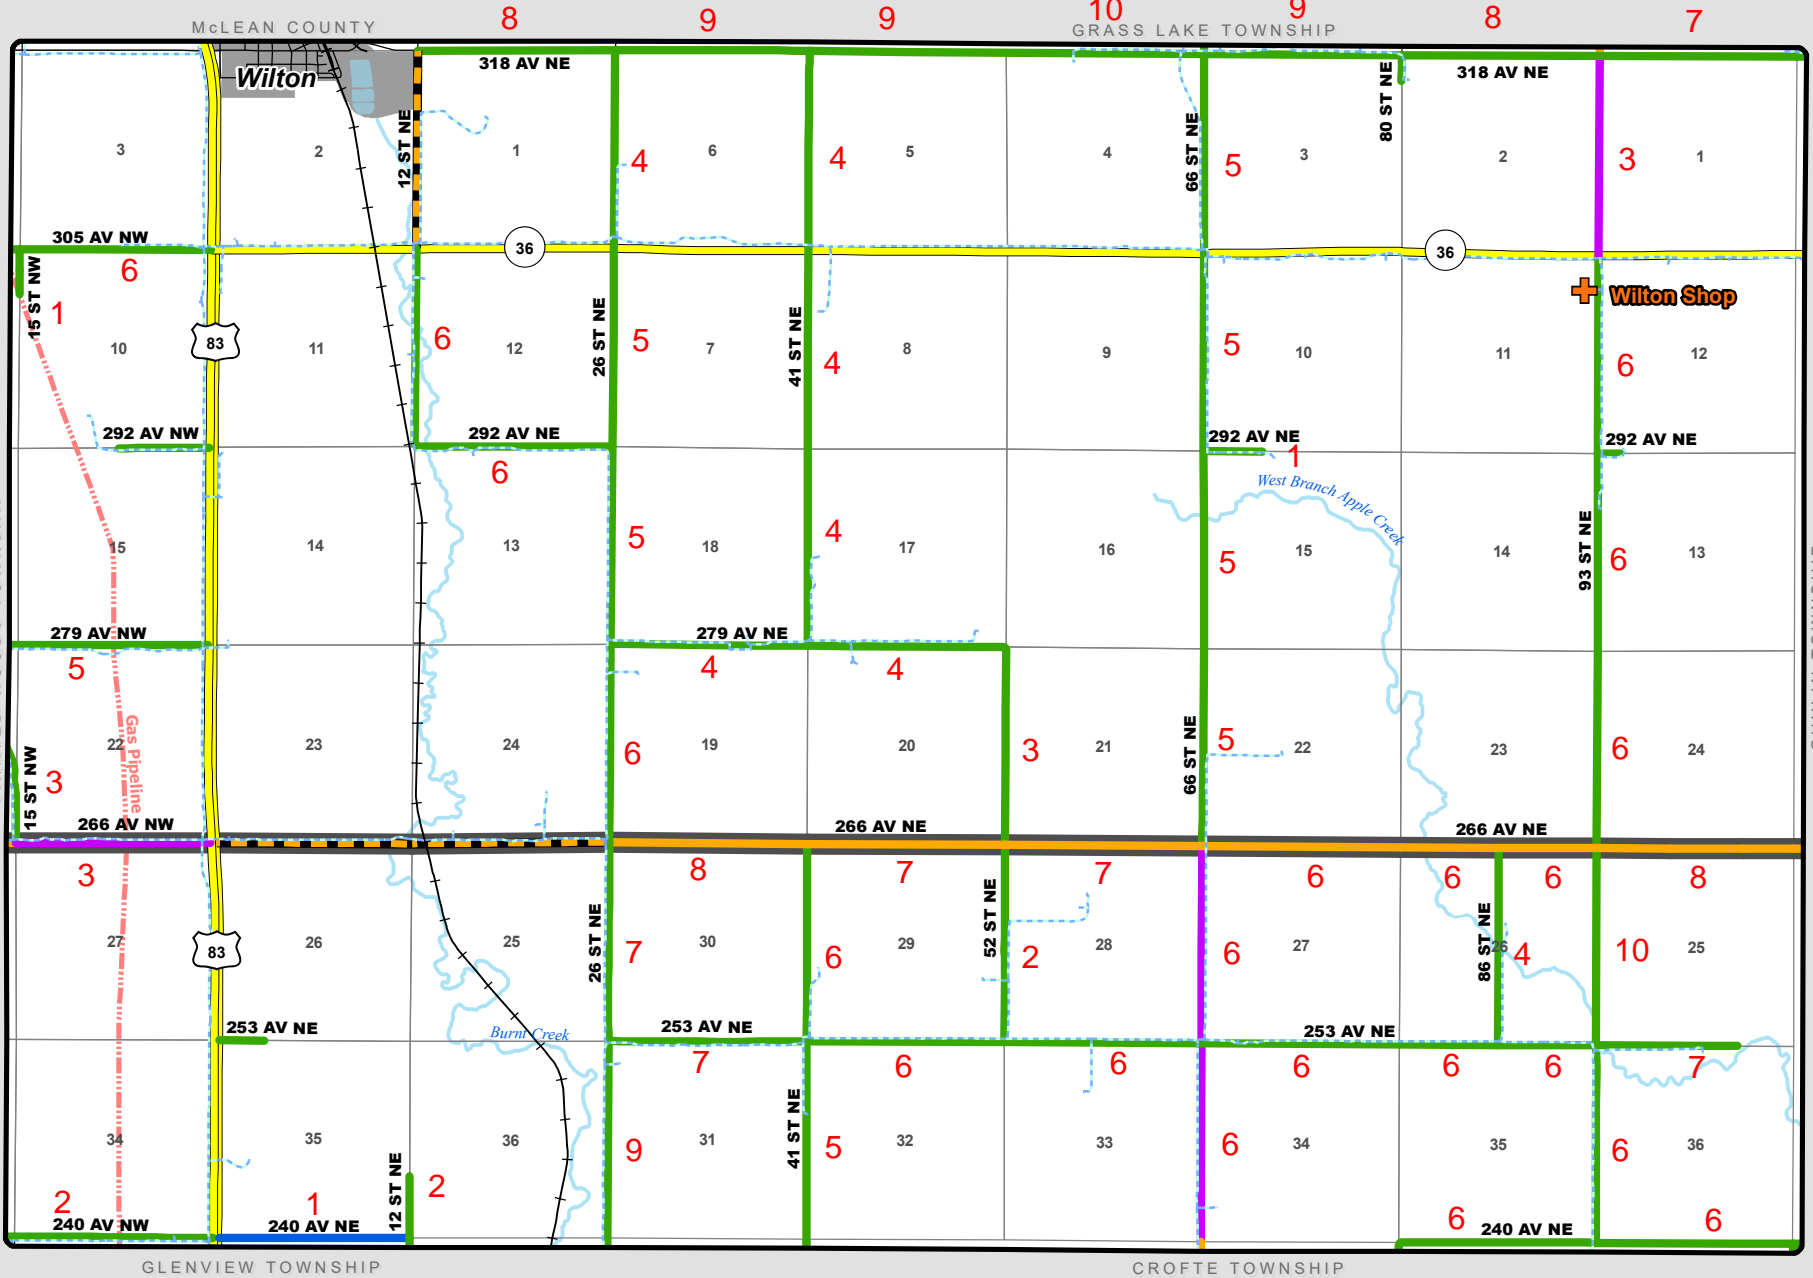 8 9 9 10 9 8 7
McLEAN COUNTY
GRASS LAKE TOWNSHIP
Wilton
318 AV NE
318 AV NE
12 ST NE
66 ST NE
80 ST NE
3 2 1 4 6 4 5 4 5 3 2 3 1
305 AV NW
36
36
6
15 ST NW
1
Wilton Shop
83
26 ST NE
41 ST NE
10 11 6 12 5 7 4 8 9 5 10 11 6 12
292 AV NW
292 AV NE
292 AV NE
292 AV NE
6
1
West Branch Apple Creek
93 ST NE
15 14 13 5 18 4 17 16 5 15 14 6 13
279 AV NW
279 AV NE
5 4 4
Gas Pipeline
15 ST NW
66 ST NE
3 22 23 24 6 19 20 3 21 5 22 23 6 24
266 AV NW
266 AV NE
266 AV NE
3 8 7 7 6 6 6 8
83
26 ST NE
52 ST NE
86 ST NE
27 26 25 7 30 6 29 2 28 6 27 26 4 10 25
253 AV NE
Burnt Creek
253 AV NE
253 AV NE
7 6 6 6 6 6 7
41 ST NE
34 35 36 9 31 5 32 33 6 34 35 6 36
12 ST NE
2 1 2 6 6
240 AV NW
240 AV NE
240 AV NE
GLENVIEW TOWNSHIP
CROFTE TOWNSHIP